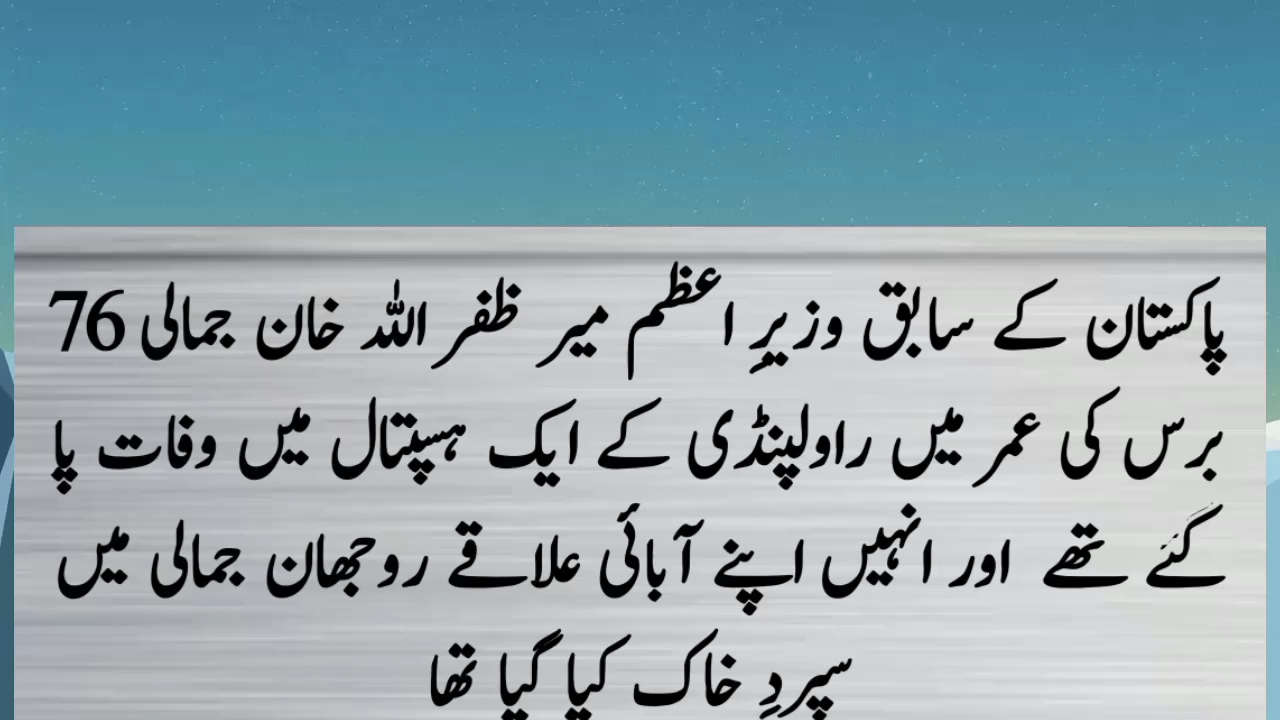 پاکستان کے سابق وزیرِ اعظم میر ظفر اللہ خان جمالی 76
برس کی عمر میں راولپنڈی کے ایک ہسپتال میں وفات پا
گئے تھے اور انہیں اپنے آبائی علاقے روجھان جمالی میں
سپردِ خاک کیا گیا تھا